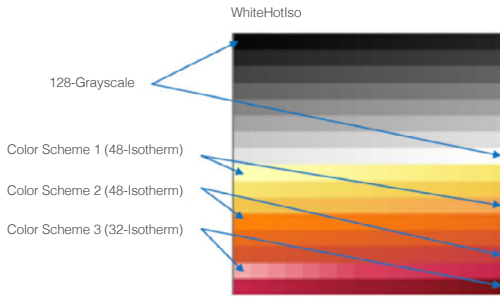 WhiteHotIso
128-Grayscale
Color Scheme 1 (48-Isotherm)
Color Scheme 2 (48-Isotherm)
Color Scheme 3 (32-Isotherm)